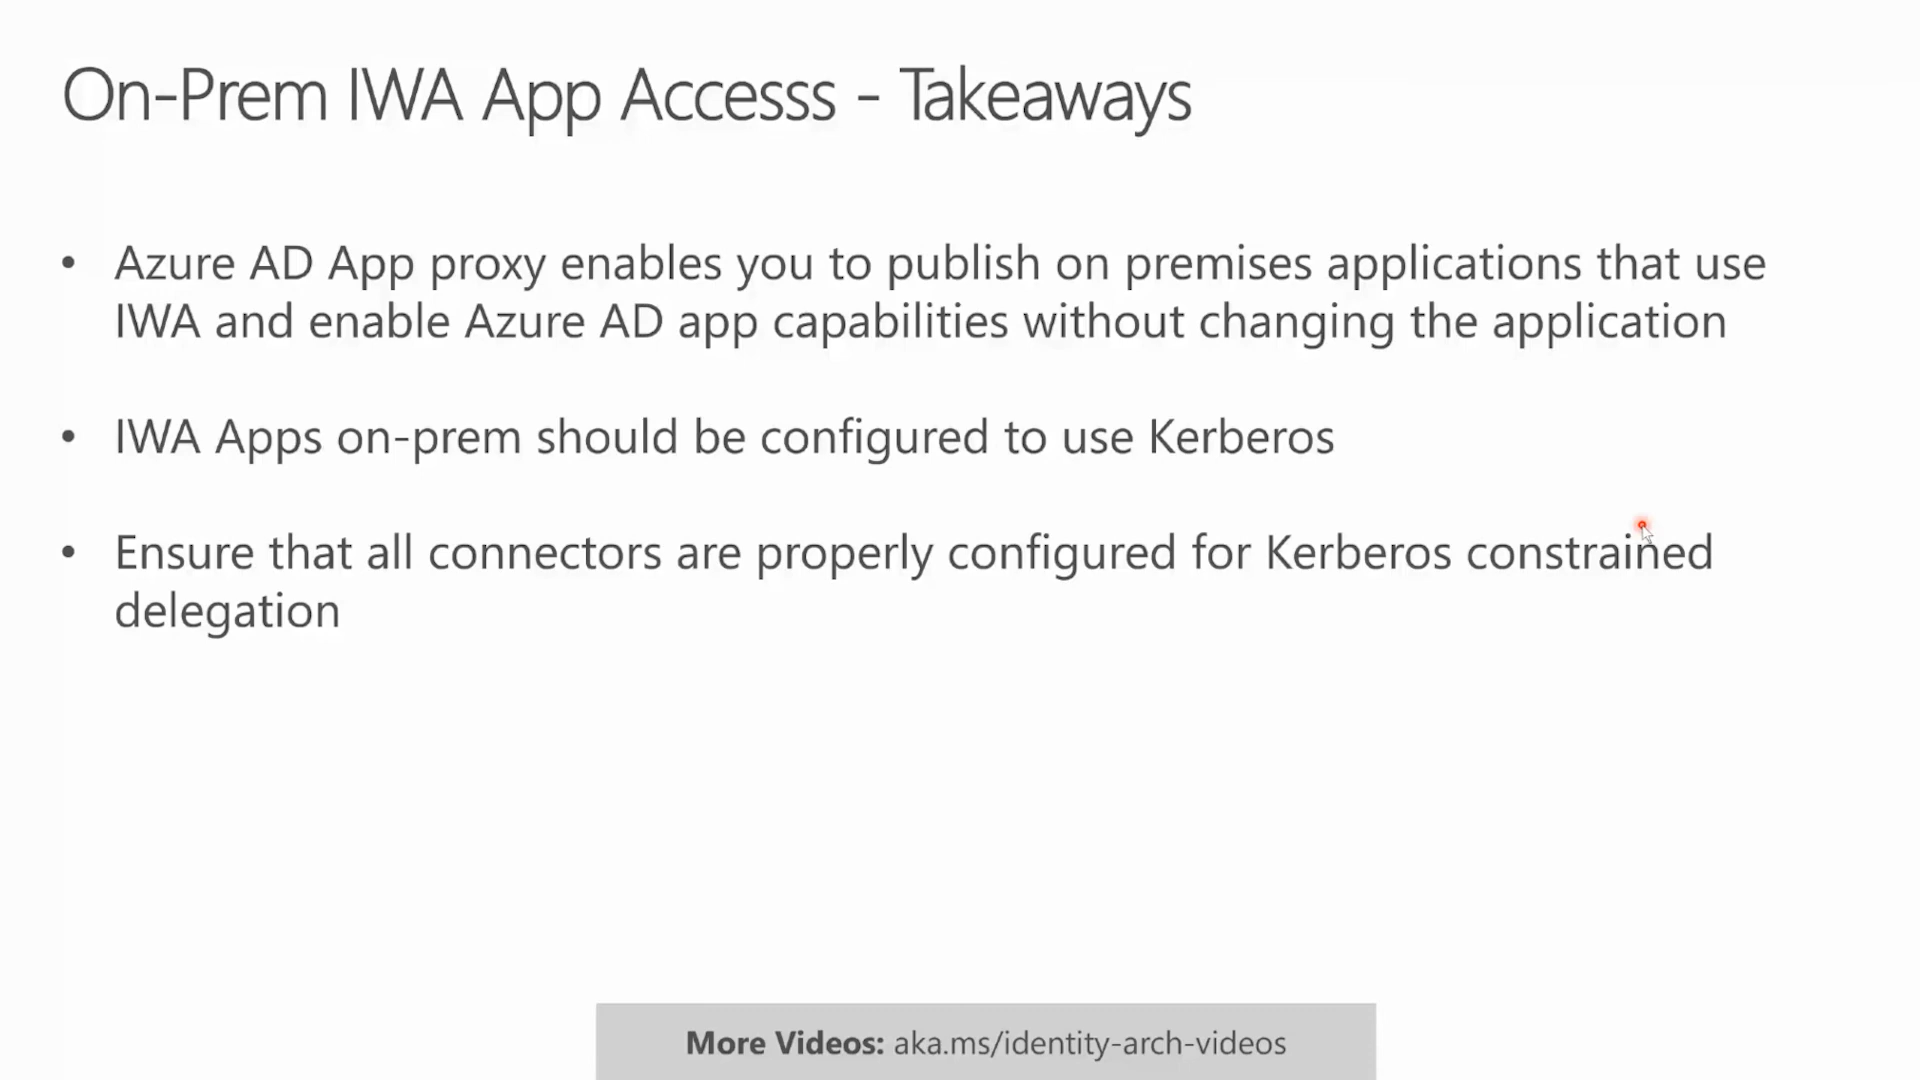 On-Prem IWA App Accesss - Takeaways
• Azure AD App proxy enables you to publish on premises applications that use
IWA and enable Azure AD app capabilities without changing the application
• IWA Apps on-prem should be configured to use Kerberos
• Ensure that all connectors are properly configured for Kerberos constrained
delegation
More Videos: aka.ms/identity-arch-videos